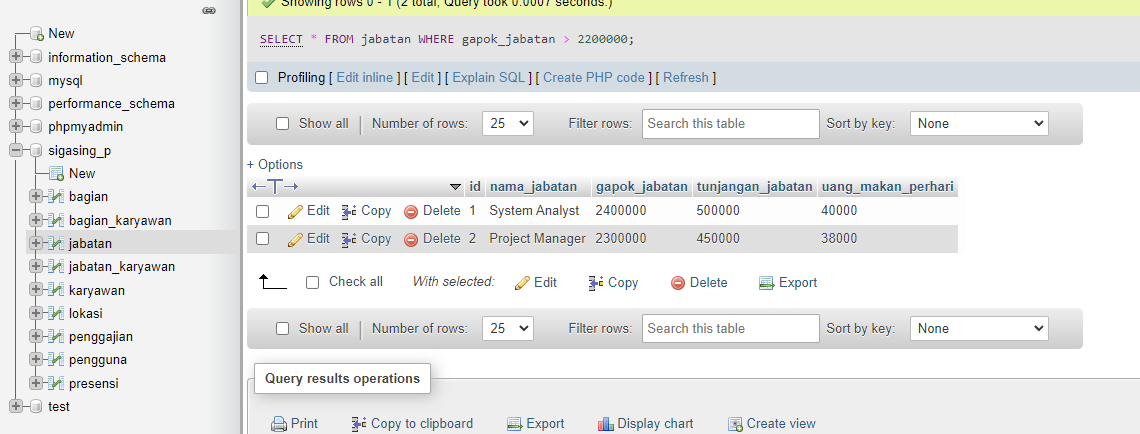 New
information_schema
mysql
performance_schema
phpmyadmin
sigasing_p
New
bagian
bagian_karyawan
jabatan
jabatan_karyawan
karyawan
lokasi
penggajian
pengguna
presensi
test
Showing rows 0 - 1 (2 total, Query took 0.0007 seconds.)
SELECT * FROM jabatan WHERE gapok_jabatan > 2200000;
Profiling [ Edit inline ] [ Edit ] [ Explain SQL ] [ Create PHP code ] [ Refresh ]
Show all Number of rows: 25 Filter rows: Search this table Sort by key: None
+ Options
id nama_jabatan gapok_jabatan tunjangan_jabatan uang_makan_perhari
Edit Copy Delete 1 System Analyst 2400000 500000 40000
Edit Copy Delete 2 Project Manager 2300000 450000 38000
Check all With selected: Edit Copy Delete Export
Show all Number of rows: 25 Filter rows: Search this table Sort by key: None
Query results operations
Print Copy to clipboard Export Display chart Create view